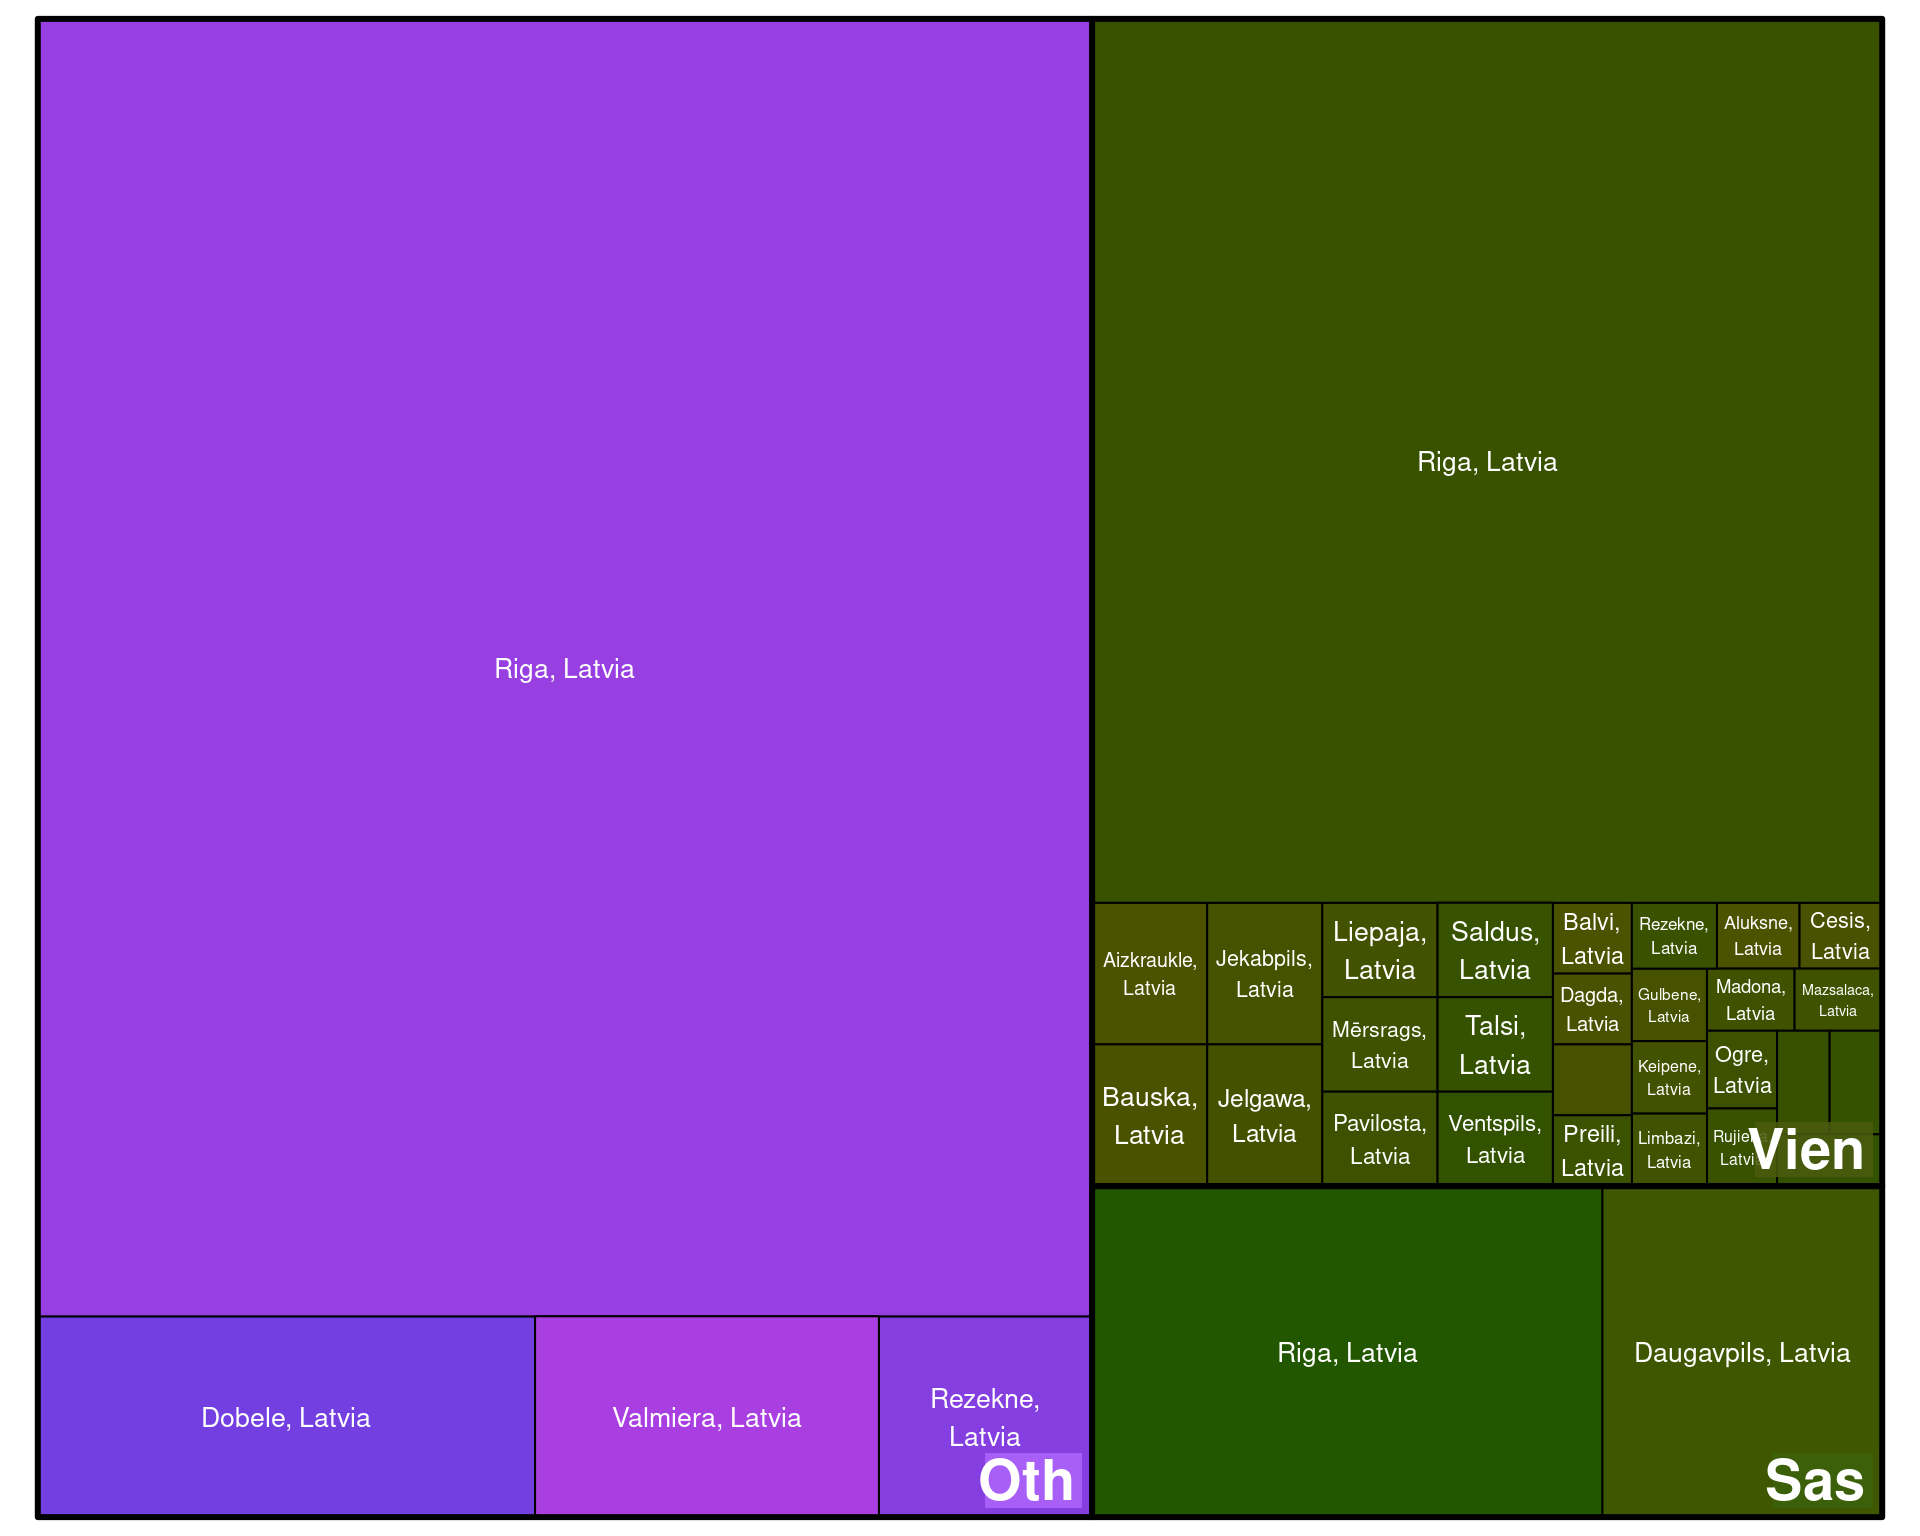 Riga, Latvia
Dobele, Latvia
Valmiera, Latvia
Rezekne,
Latvia
Oth
Riga, Latvia
Aizkraukle,
Latvia
Jekabpils,
Latvia
Liepaja,
Latvia
Saldus,
Latvia
Balvi,
Latvia
Rezekne,
Latvia
Aluksne,
Latvia
Cesis,
Latvia
Bauska,
Latvia
Jelgawa,
Latvia
Mērsrags,
Latvia
Talsi,
Latvia
Dagda,
Latvia
Gulbene,
Latvia
Madona,
Latvia
Mazsalaca,
Latvia
Pavilosta,
Latvia
Ventspils,
Latvia
Preili,
Latvia
Keipene,
Latvia
Limbazi,
Latvia
Ogre,
Latvia
Vien
Riga, Latvia
Daugavpils, Latvia
Sas